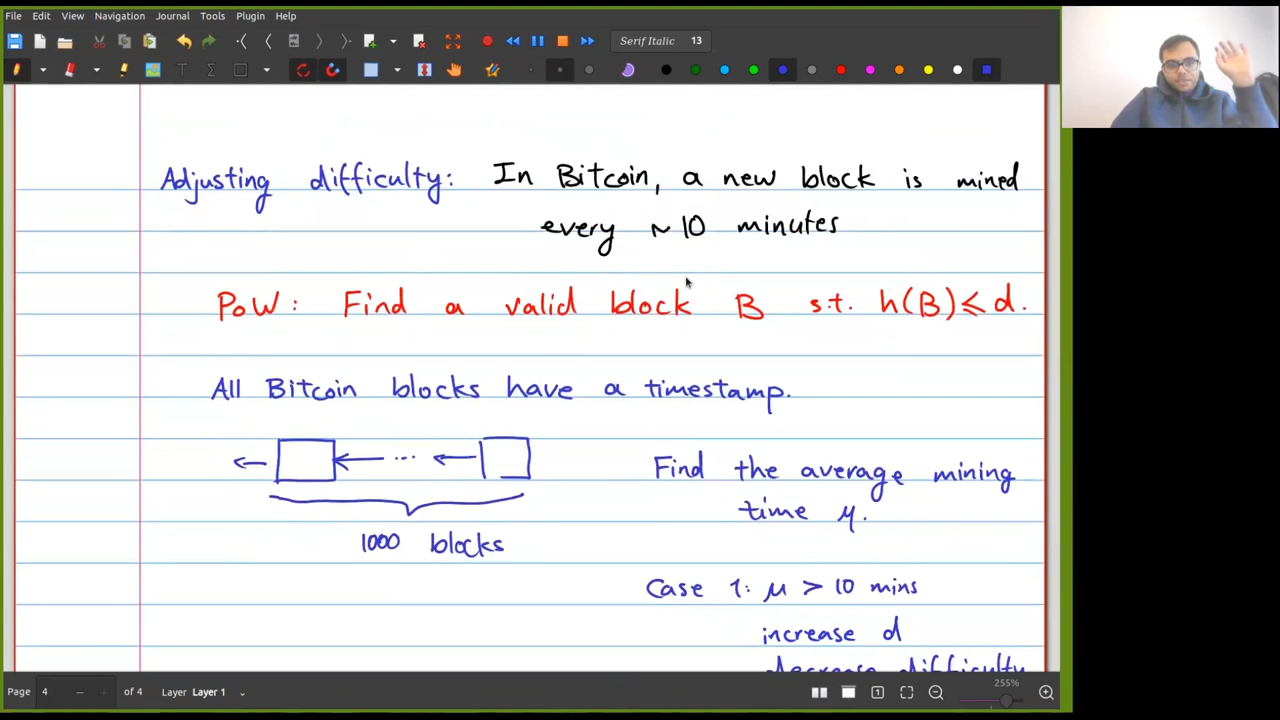 File Edit View Navigation Journal Tools Plugin Help
Serif Italic 13
Adjusting difficulty: In Bitcoin, a new block is mined
every ~10 minutes
PoW: Find a valid block B s.t. h(B)≤d.
All Bitcoin blocks have a timestamp.
...
Find the average mining
time μ.
1000 blocks
Case 1: μ > 10 mins
increase d
decrease difficulty
Page 4 of 4 Layer Layer 1
255%